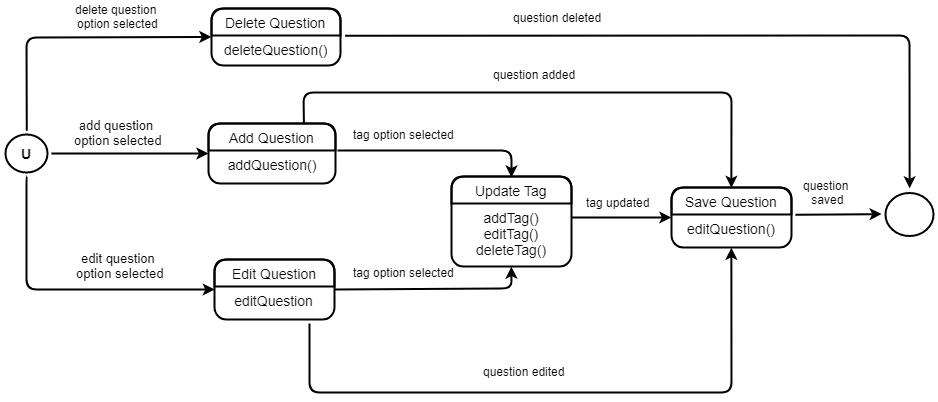 delete question
option selected
Delete Question
deleteQuestion()
question deleted
question added
U
add question
option selected
Add Question
addQuestion()
tag option selected
Update Tag
addTag()
editTag()
deleteTag()
tag updated
Save Question
editQuestion()
question
saved
edit question
option selected
Edit Question
editQuestion
tag option selected
question edited